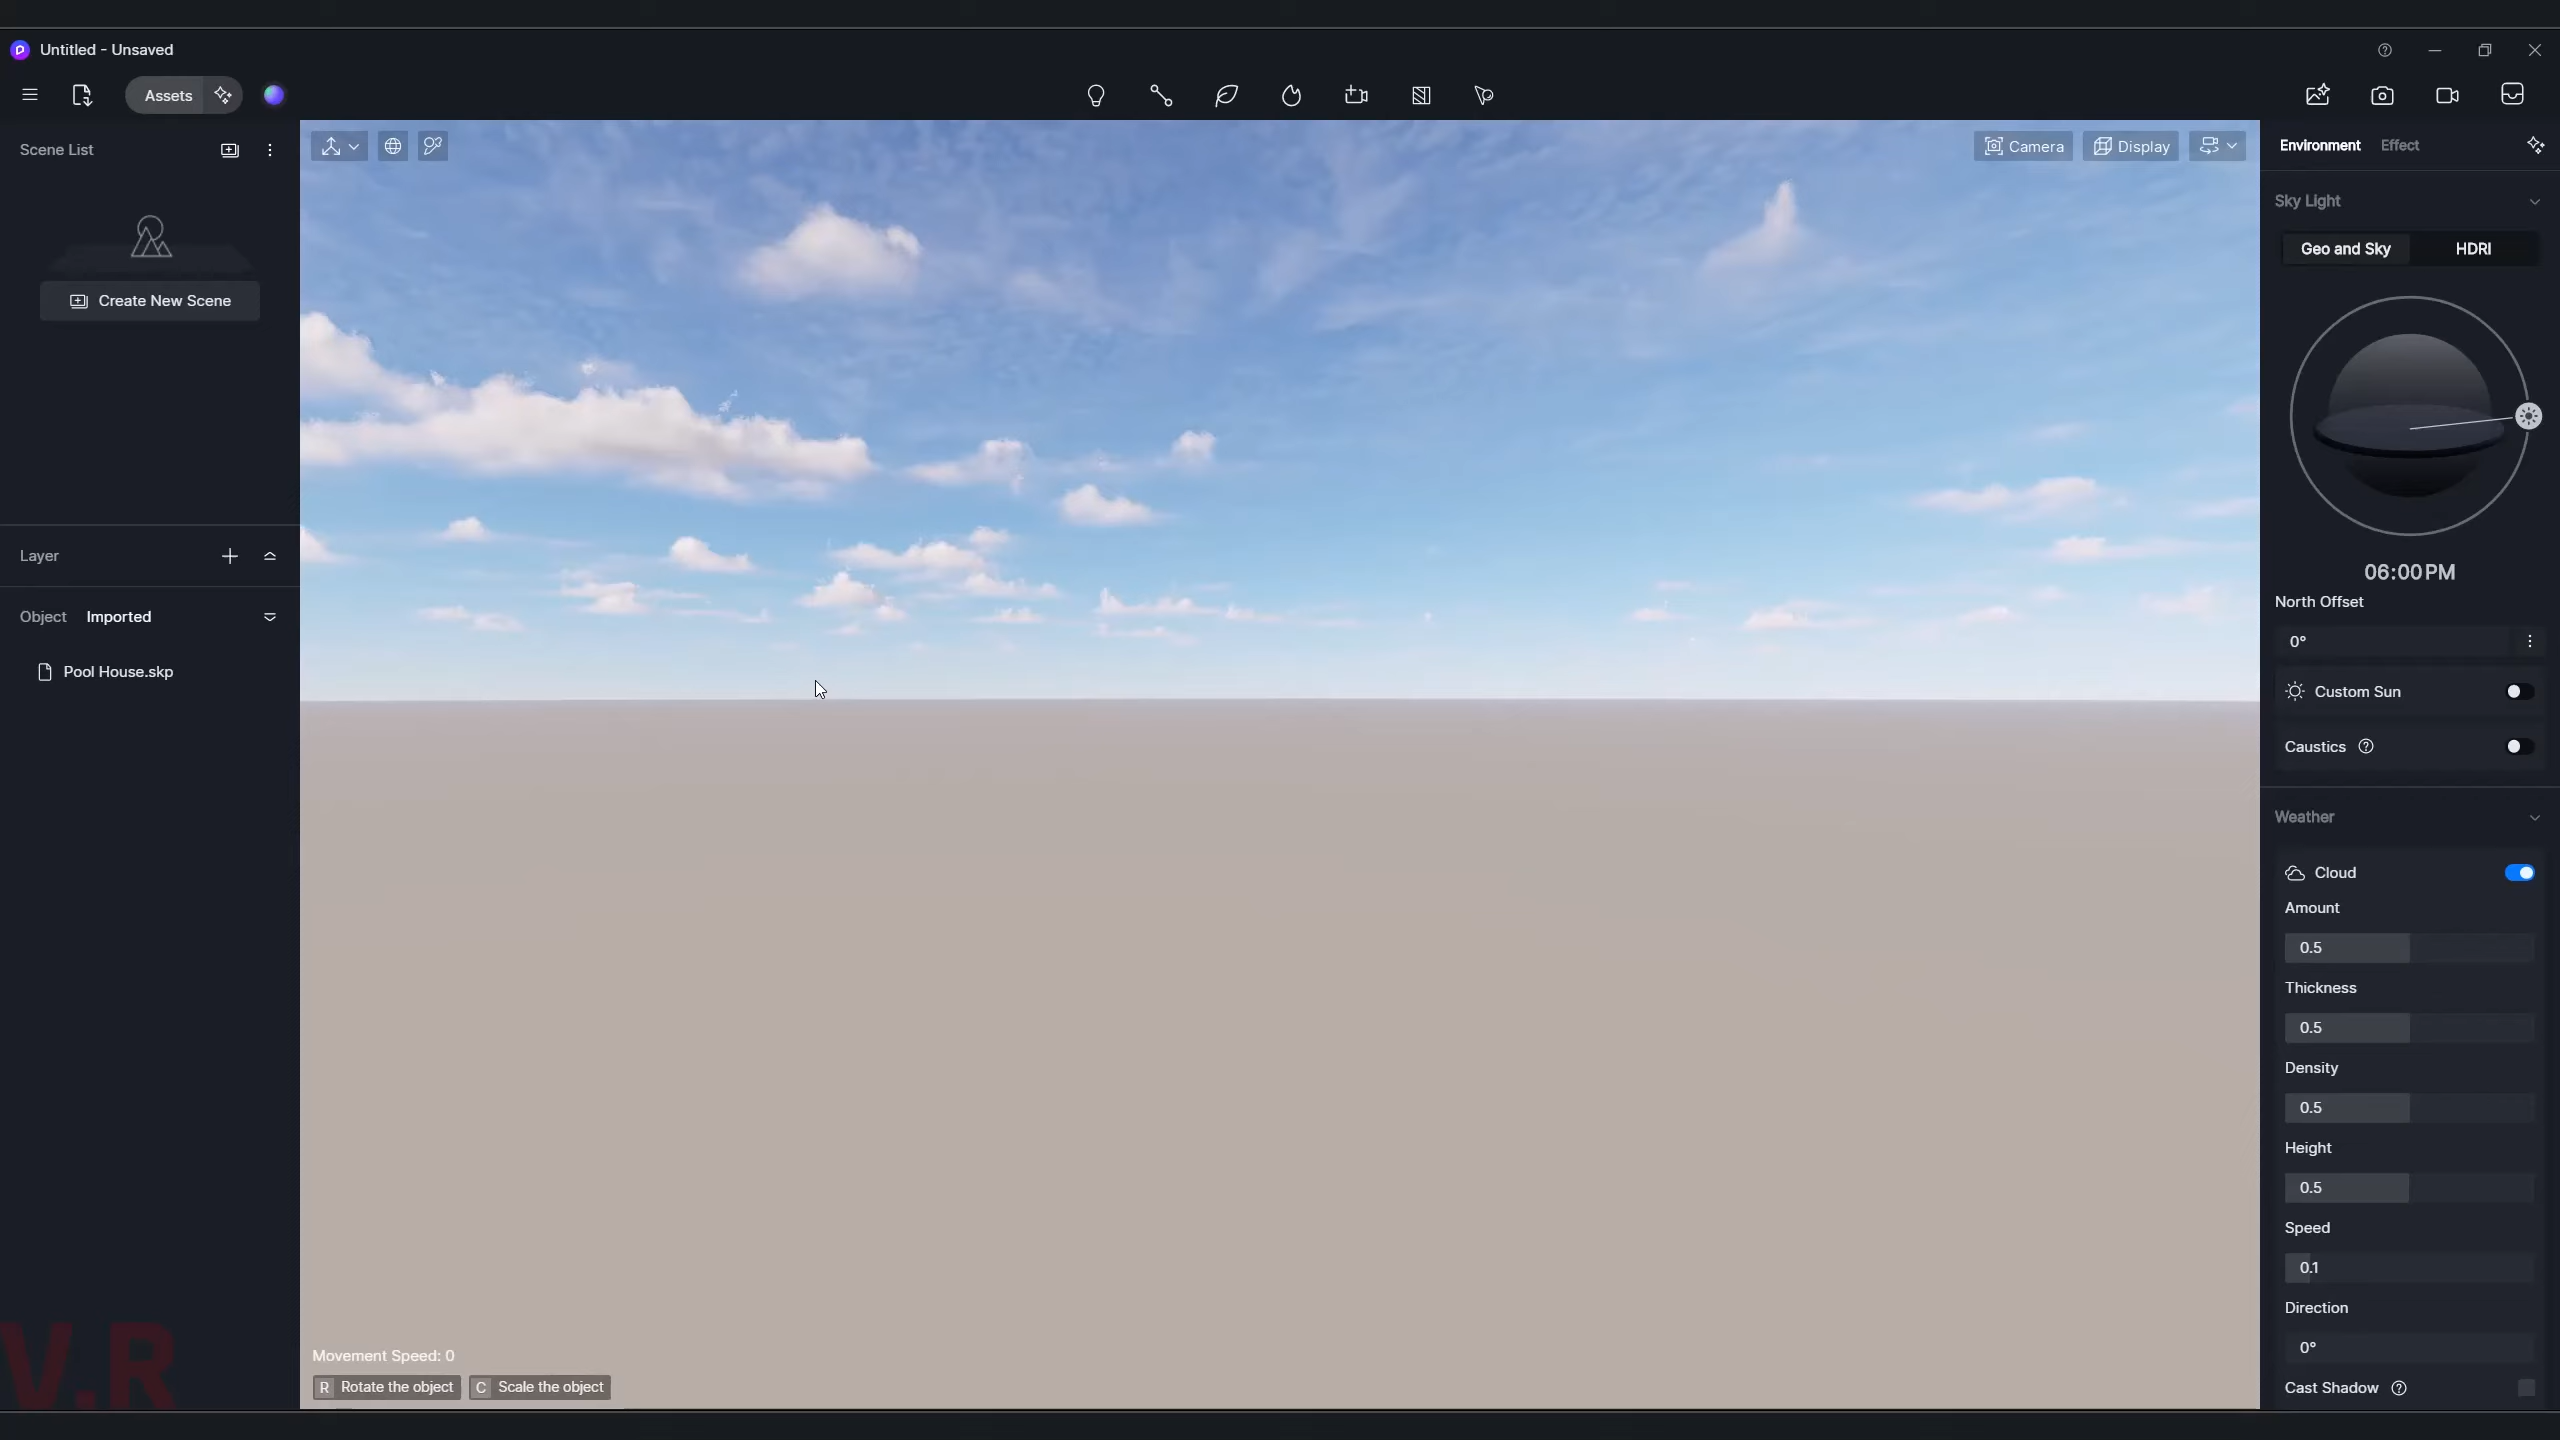 Untitled - Unsaved
Assets
Scene List
Create New Scene
Layer
Object Imported
Pool House.skp
Camera Display
Movement Speed: 0
R Rotate the object C Scale the object
V.R
Environment Effect
Sky Light
Geo and Sky HDRI
06:00 PM
North Offset
0°
Custom Sun
Caustics ?
Weather
Cloud
Amount
0.5
Thickness
0.5
Density
0.5
Height
0.5
Speed
0.1
Direction
0°
Cast Shadow ?